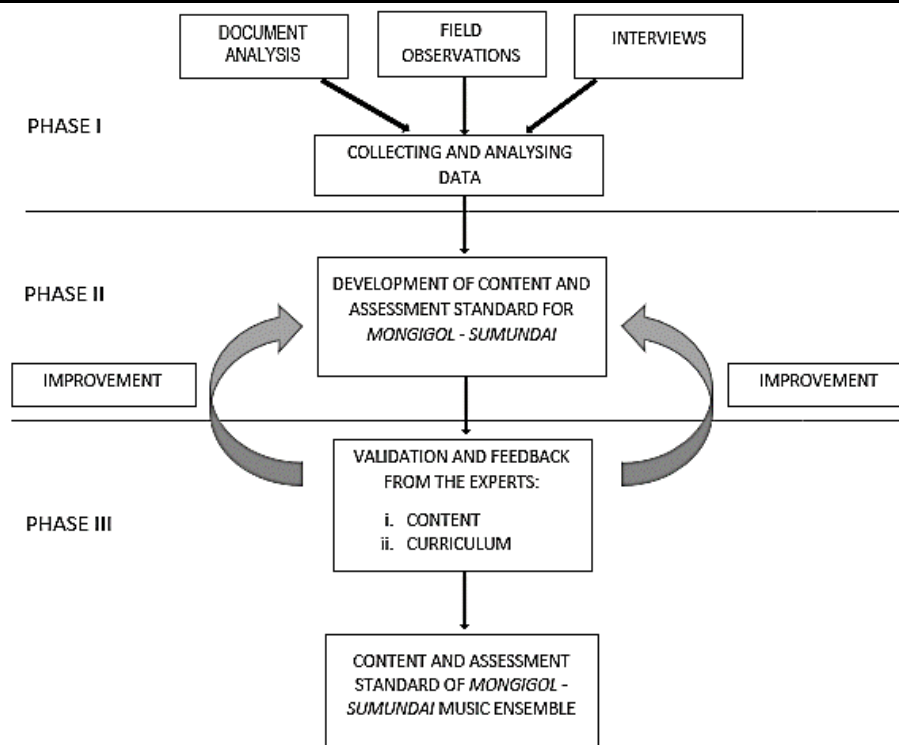 DOCUMENT
ANALYSIS
FIELD
OBSERVATIONS
INTERVIEWS
PHASE I
COLLECTING AND ANALYSING
DATA
PHASE II
DEVELOPMENT OF CONTENT AND
ASSESSMENT STANDARD FOR
MONGIGOL - SUMUNDAI
IMPROVEMENT
IMPROVEMENT
PHASE III
VALIDATION AND FEEDBACK
FROM THE EXPERTS:
i. CONTENT
ii. CURRICULUM
CONTENT AND ASSESSMENT
STANDARD OF MONGIGOL -
SUMUNDAI MUSIC ENSEMBLE